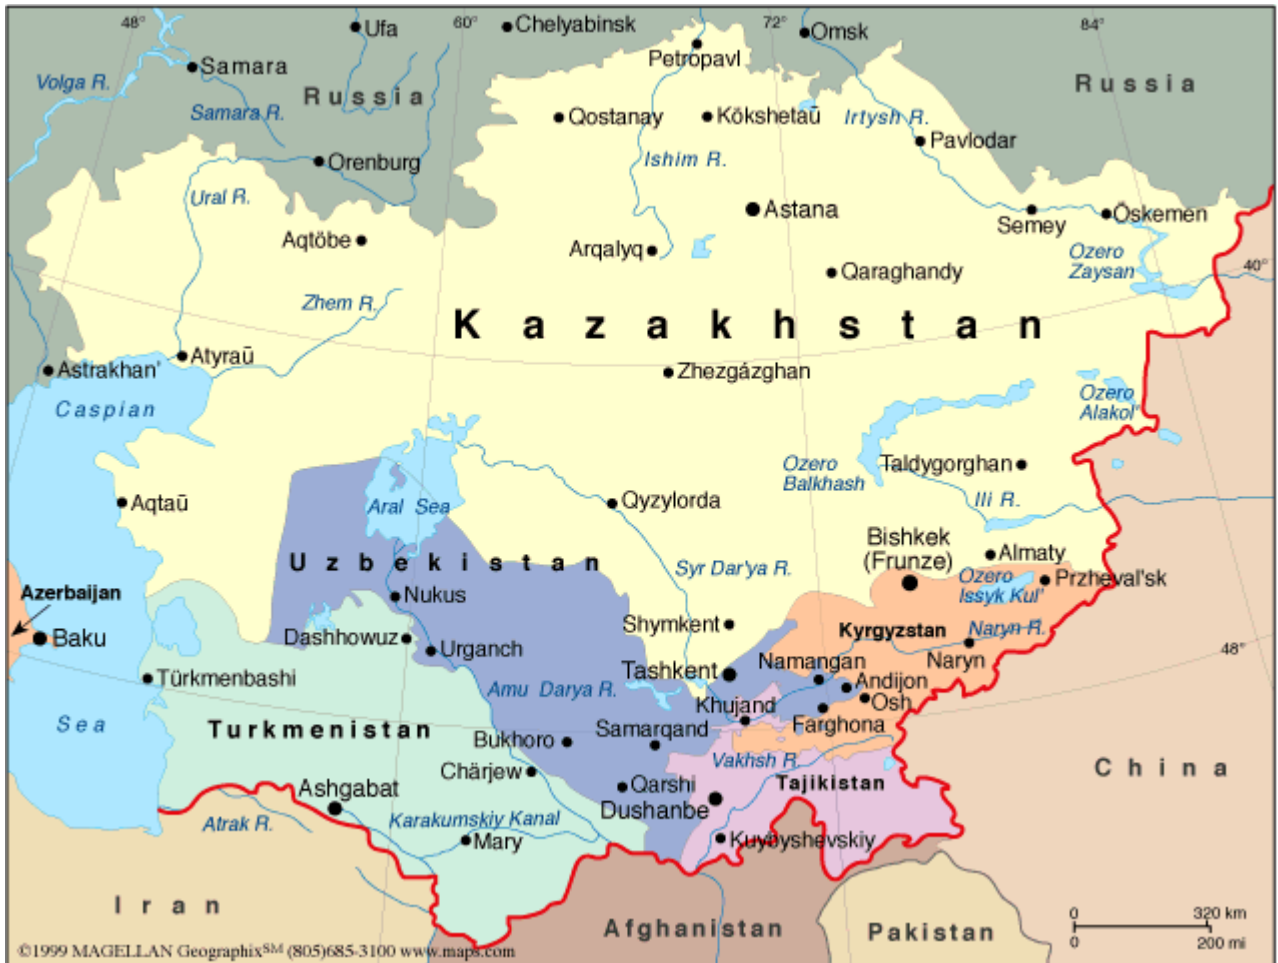 48°
60°
72°
84°
Ufa
Chelyabinsk
Omsk
Petropavl
Samara
Volga R.
Russia
Russia
Samara R.
Qostanay
Kökshetaū
Irtysh R.
Pavlodar
Orenburg
Ishim R.
Ural R.
Astana
Semey
Öskemen
Aqtöbe
Arqalyq
Ozero
Zaysan
40°
Qaraghandy
Zhem R.
Kazakhstan
Atyraū
Astrakhan'
Zhezgázghan
Caspian
Ozero
Alakol'
Ozero
Balkhash
Taldygorghan
Ili R.
Aqtaū
Aral Sea
Qyzylorda
Bishkek
(Frunze)
Almaty
Uzbekistan
Syr Dar'ya R.
Ozero
Issyk Kul'
Przheval'sk
Azerbaijan
Nukus
Baku
Dashhowuz
Urganch
Shymkent
Kyrgyzstan
Naryn R.
48°
Naryn
Türkmenbashi
Tashkent
Namangan
Andijon
Amu Darya R.
Khujand
Osh
Sea
Turkmenistan
Samarqand
Farghona
Bukhoro
Vakhsh R.
China
Chärjew
Qarshi
Tajikistan
Ashgabat
Dushanbe
Atrak R.
Karakumskiy Kanal
Mary
Kuybyshevskiy
Iran
Afghanistan
Pakistan
0
320 km
0
200 mi
©1999 MAGELLAN Geographix℠ (805)685-3100 www.maps.com